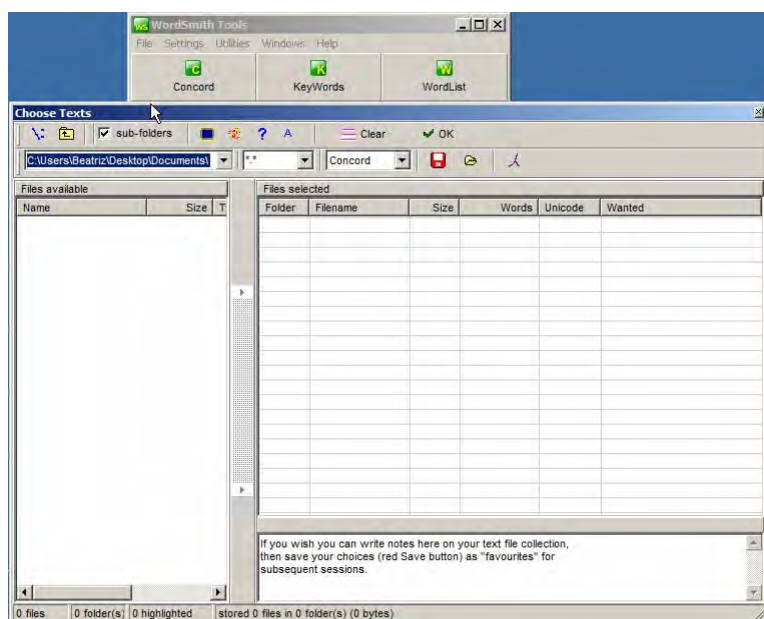 WS WordSmith Tools
File Settings Utilities Windows Help
C K W
Concord KeyWords WordList
Choose Texts
sub-folders ? A Clear OK
C:\Users\Beatriz\Desktop\Documents\ *.* Concord
Files available Files selected
Name Size T Folder Filename Size Words Unicode Wanted
If you wish you can write notes here on your text file collection,
then save your choices (red Save button) as "favourites" for
subsequent sessions.
0 files 0 folder(s) 0 highlighted stored 0 files in 0 folder(s) (0 bytes)